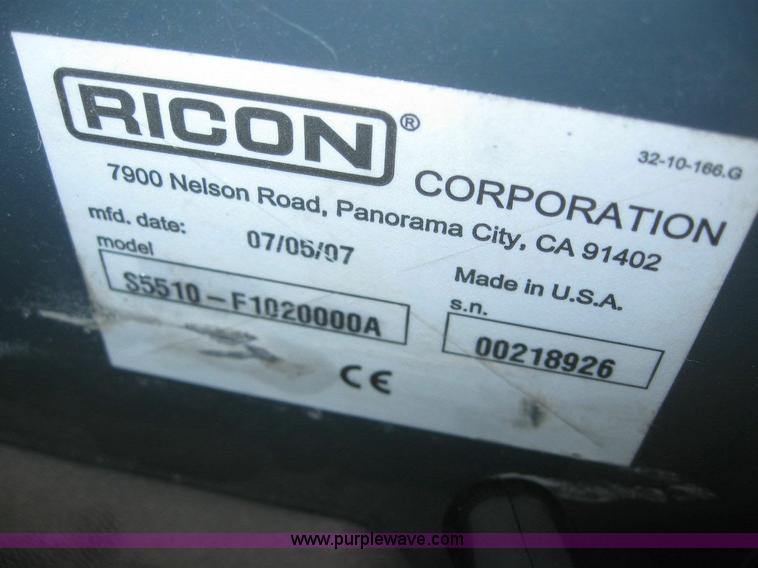 RICON®
32-10-166.G
CORPORATION
7900 Nelson Road, Panorama City, CA 91402
mfd. date: 07/05/07
Made in U.S.A.
model
s.n.
S5510-F1020000A
00218926
CE
www.purplewave.com